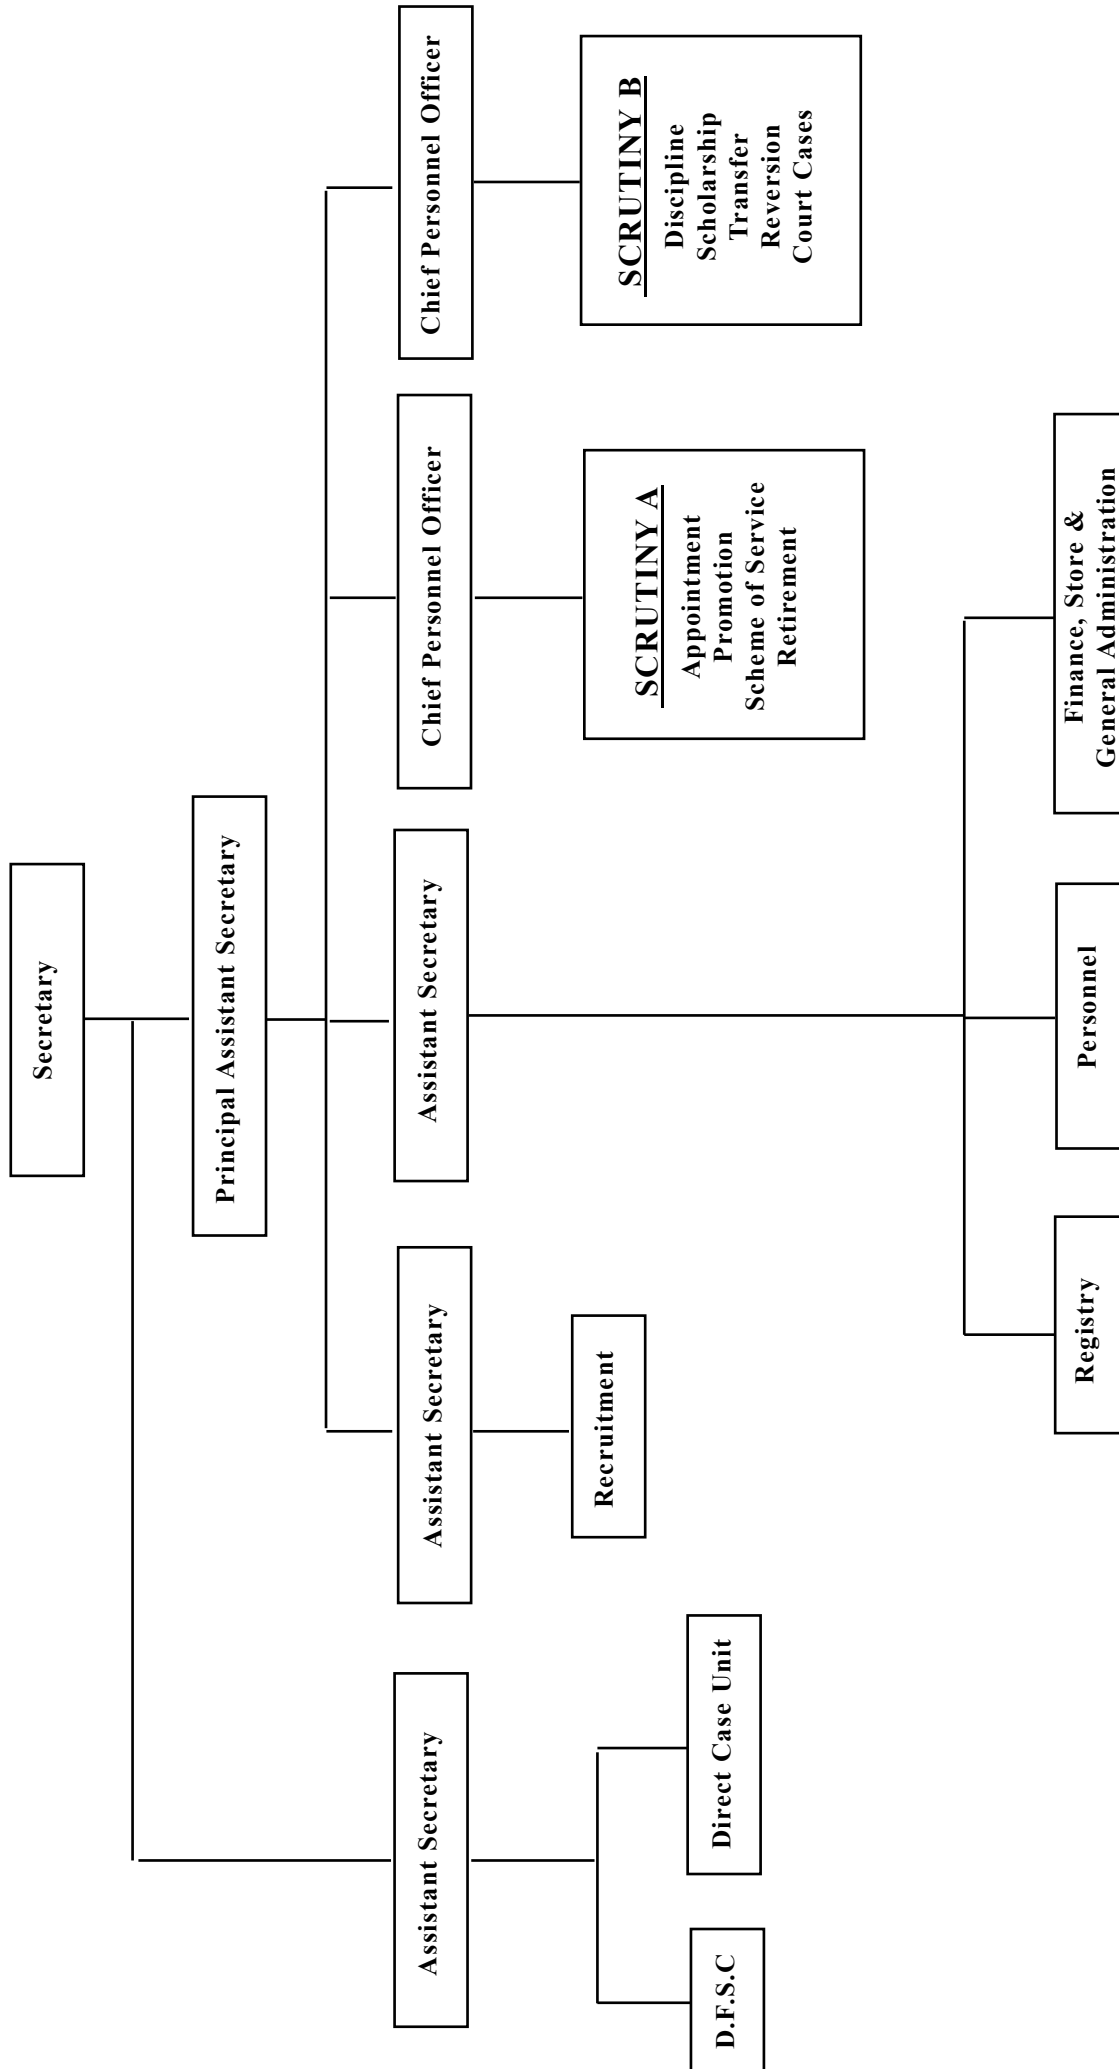 Secretary
Principal Assistant Secretary
Assistant Secretary
Assistant Secretary
Assistant Secretary
Chief Personnel Officer
Chief Personnel Officer
D.F.S.C
Direct Case Unit
Recruitment
SCRUTINY A
Appointment
Promotion
Scheme of Service
Retirement
SCRUTINY B
Discipline
Scholarship
Transfer
Reversion
Court Cases
Registry
Personnel
Finance, Store &
General Administration